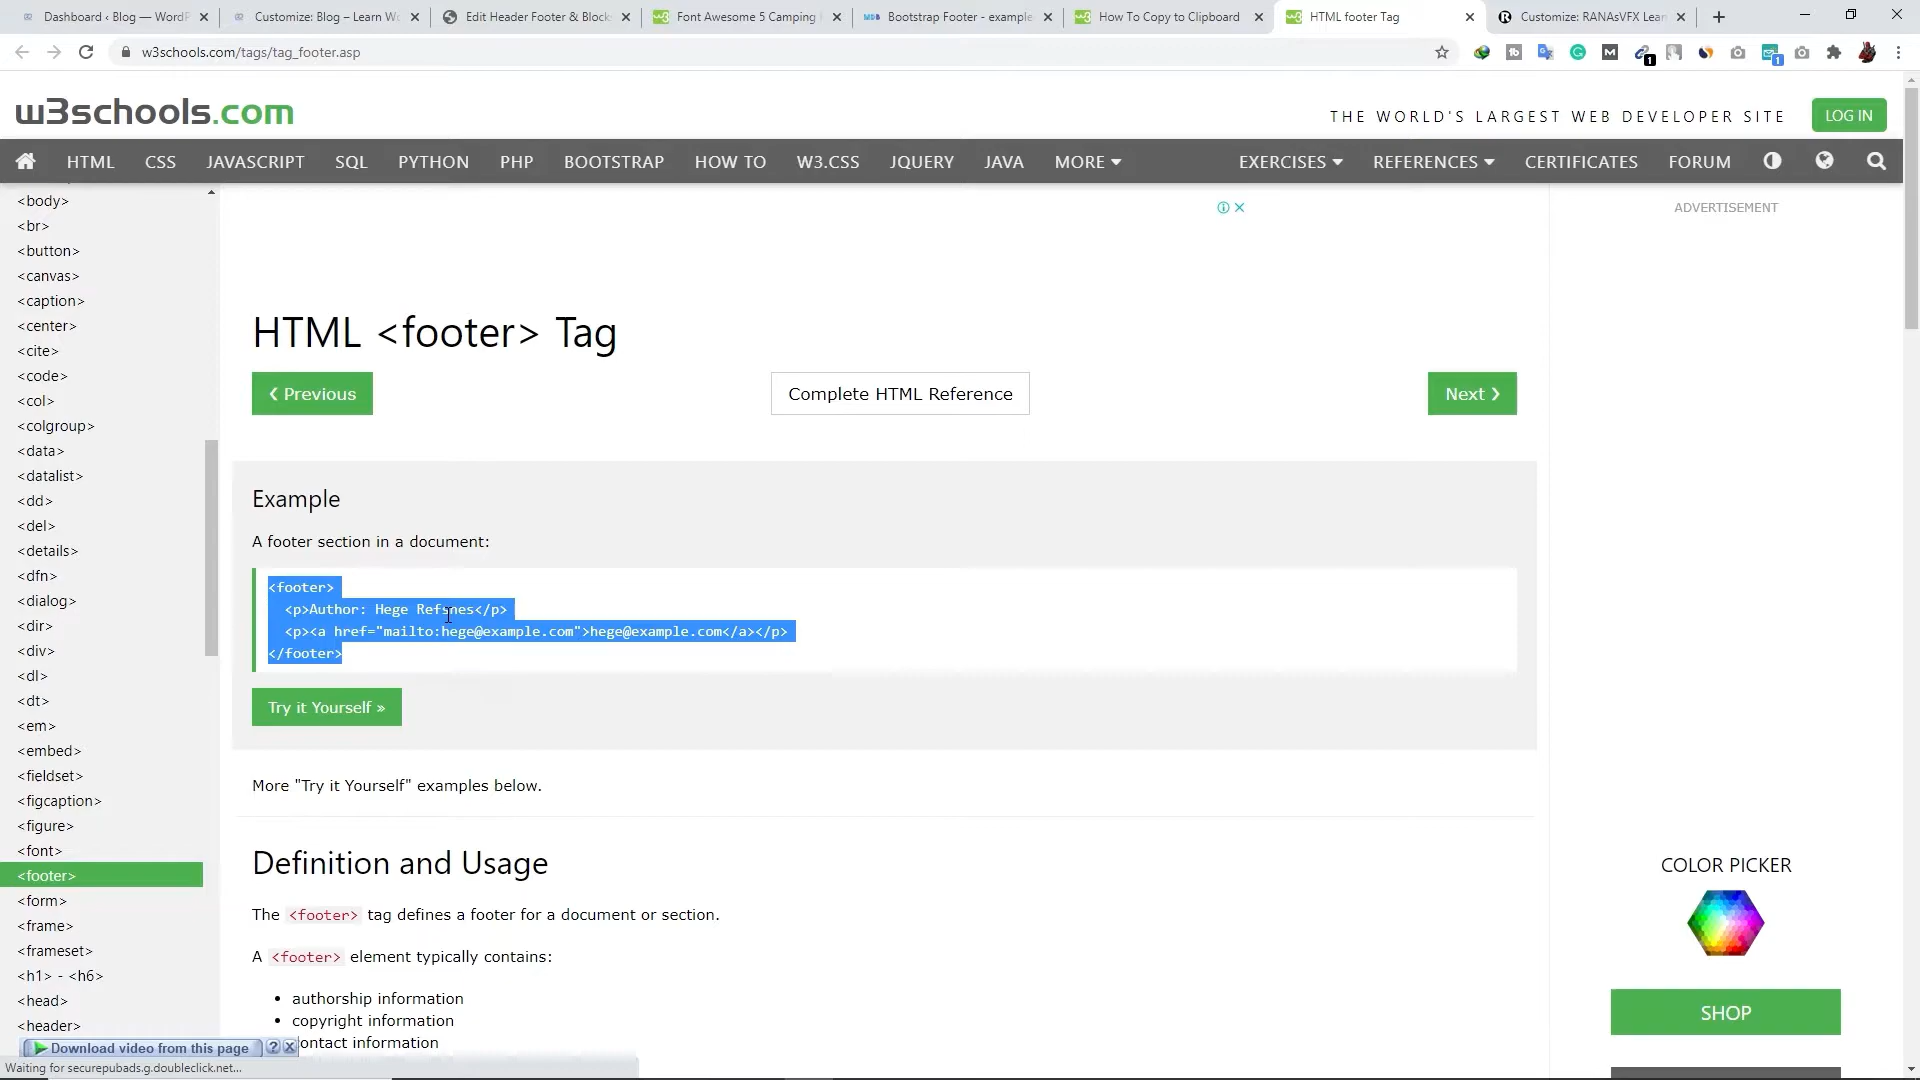 Dashboard ‹ Blog — WordP
Customize: Blog – Learn Wo
Edit Header Footer & Block
Font Awesome 5 Camping
Bootstrap Footer - example
How To Copy to Clipboard
HTML footer Tag
Customize: RANAsVFX Lear
w3schools.com/tags/tag_footer.asp
w3schools.com
THE WORLD'S LARGEST WEB DEVELOPER SITE
LOG IN
HTML CSS JAVASCRIPT SQL PYTHON PHP BOOTSTRAP HOW TO W3.CSS JQUERY JAVA MORE EXERCISES REFERENCES CERTIFICATES FORUM
<body>
<br>
<button>
<canvas>
<caption>
<center>
<cite>
<code>
<col>
<colgroup>
<data>
<datalist>
<dd>
<del>
<details>
<dfn>
<dialog>
<dir>
<div>
<dl>
<dt>
<em>
<embed>
<fieldset>
<figcaption>
<figure>
<font>
<footer>
<form>
<frame>
<frameset>
<h1> - <h6>
<head>
<header>
HTML <footer> Tag
❮ Previous
Complete HTML Reference
Next ❯
Example
A footer section in a document:
<footer>
<p>Author: Hege Refsnes</p>
<p><a href="mailto:hege@example.com">hege@example.com</a></p>
</footer>
Try it Yourself »
More "Try it Yourself" examples below.
Definition and Usage
The <footer> tag defines a footer for a document or section.
A <footer> element typically contains:
• authorship information
• copyright information
contact information
ADVERTISEMENT
COLOR PICKER
SHOP
Download video from this page ? x
Waiting for securepubads.g.doubleclick.net...